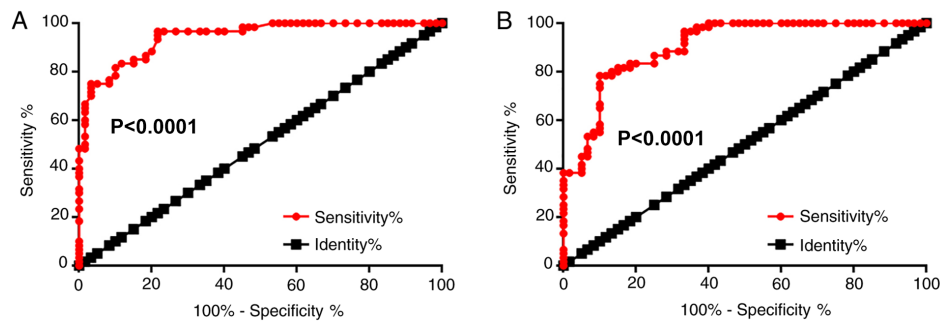 A
Sensitivity %
100
80
60
40
20
0
P<0.0001
Sensitivity%
Identity%
0 20 40 60 80 100
100% - Specificity %
B
Sensitivity %
100
80
60
40
20
0
P<0.0001
Sensitivity%
Identity%
0 20 40 60 80 100
100% - Specificity %